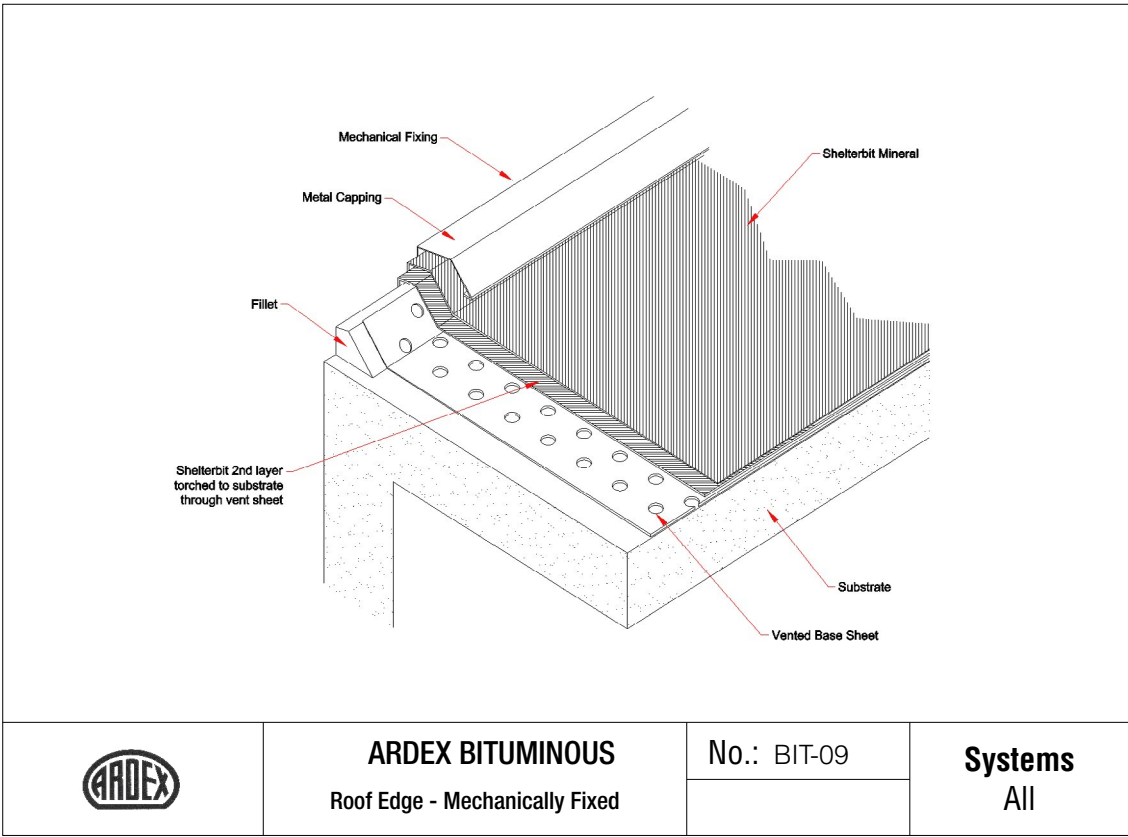 Mechanical Fixing
Shelterbit Mineral
Metal Capping
Fillet
Shelterbit 2nd layer
torched to substrate
through vent sheet
Substrate
Vented Base Sheet
ARDEX
ARDEX BITUMINOUS
Roof Edge - Mechanically Fixed
No.: BIT-09
Systems
All